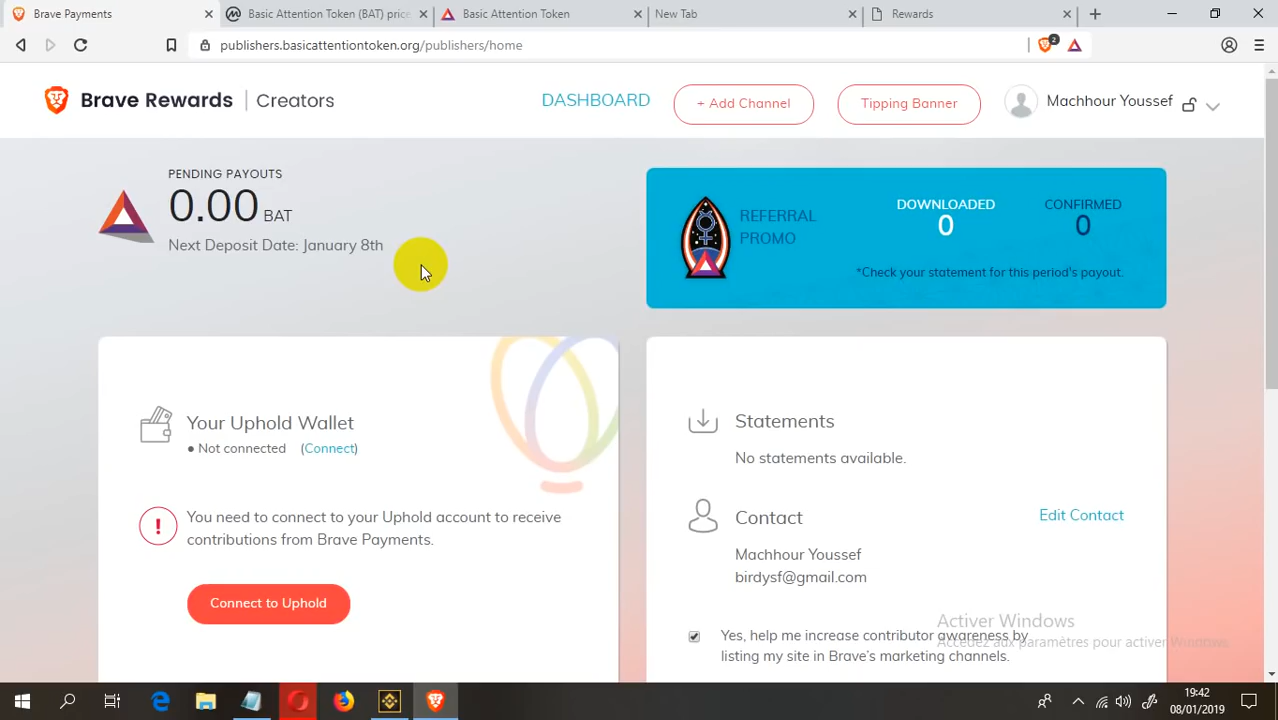 Brave Payments
Basic Attention Token (BAT) price
Basic Attention Token
New Tab
Rewards
publishers.basicattentiontoken.org/publishers/home
2
Brave Rewards | Creators
DASHBOARD
+ Add Channel
Tipping Banner
Machhour Youssef
PENDING PAYOUTS
0.00 BAT
Next Deposit Date: January 8th
REFERRAL
PROMO
DOWNLOADED
0
CONFIRMED
0
*Check your statement for this period's payout.
Your Uphold Wallet
● Not connected (Connect)
! You need to connect to your Uphold account to receive
contributions from Brave Payments.
Connect to Uphold
Statements
No statements available.
Contact
Edit Contact
Machhour Youssef
birdysf@gmail.com
Yes, help me increase contributor awareness by
listing my site in Brave's marketing channels.
Activer Windows
Accédez aux paramètres pour activer Windows.
19:42
08/01/2019